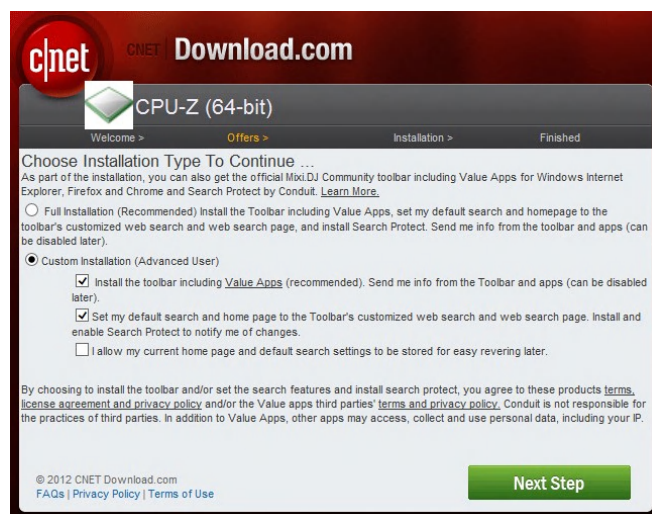 c|net CNET Download.com
CPU-Z (64-bit)
Welcome > Offers > Installation > Finished
Choose Installation Type To Continue ...
As part of the installation, you can also get the official Mixi.DJ Community toolbar including Value Apps for Windows Internet
Explorer, Firefox and Chrome and Search Protect by Conduit. Learn More.
Full Installation (Recommended) Install the Toolbar including Value Apps, set my default search and homepage to the
toolbar's customized web search and web search page, and install Search Protect. Send me info from the toolbar and apps (can
be disabled later).
Custom Installation (Advanced User)
Install the toolbar including Value Apps (recommended). Send me info from the Toolbar and apps (can be disabled
later).
Set my default search and home page to the Toolbar's customized web search and web search page. Install and
enable Search Protect to notify me of changes.
I allow my current home page and default search settings to be stored for easy revering later.
By choosing to install the toolbar and/or set the search features and install search protect, you agree to these products terms,
license agreement and privacy policy and/or the Value apps third parties' terms and privacy policy. Conduit is not responsible for
the practices of third parties. In addition to Value Apps, other apps may access, collect and use personal data, including your IP.
© 2012 CNET Download.com
FAQs | Privacy Policy | Terms of Use
Next Step